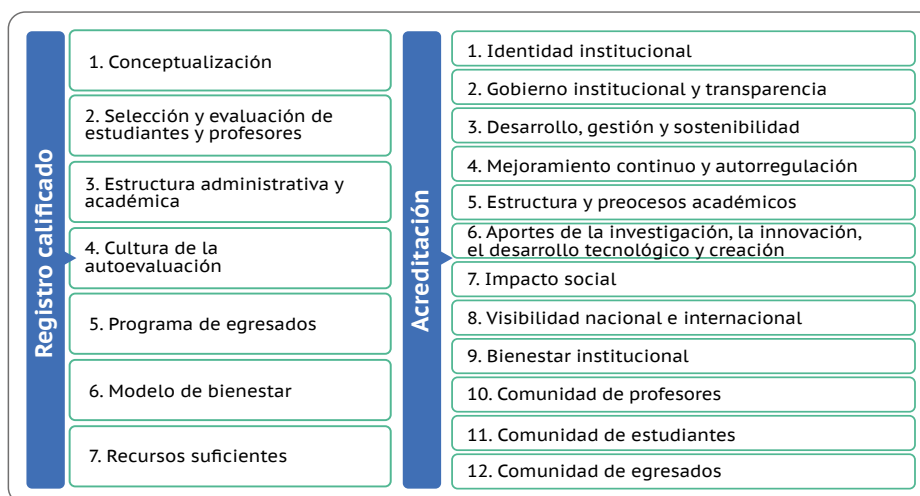 Registro calificado
1. Conceptualización
2. Selección y evaluación de
estudiantes y profesores
3. Estructura administrativa y
académica
4. Cultura de la
autoevaluación
5. Programa de egresados
6. Modelo de bienestar
7. Recursos suficientes
Acreditación
1. Identidad institucional
2. Gobierno institucional y transparencia
3. Desarrollo, gestión y sostenibilidad
4. Mejoramiento continuo y autorregulación
5. Estructura y preocesos académicos
6. Aportes de la investigación, la innovación,
el desarrollo tecnológico y creación
7. Impacto social
8. Visibilidad nacional e internacional
9. Bienestar institucional
10. Comunidad de profesores
11. Comunidad de estudiantes
12. Comunidad de egresados